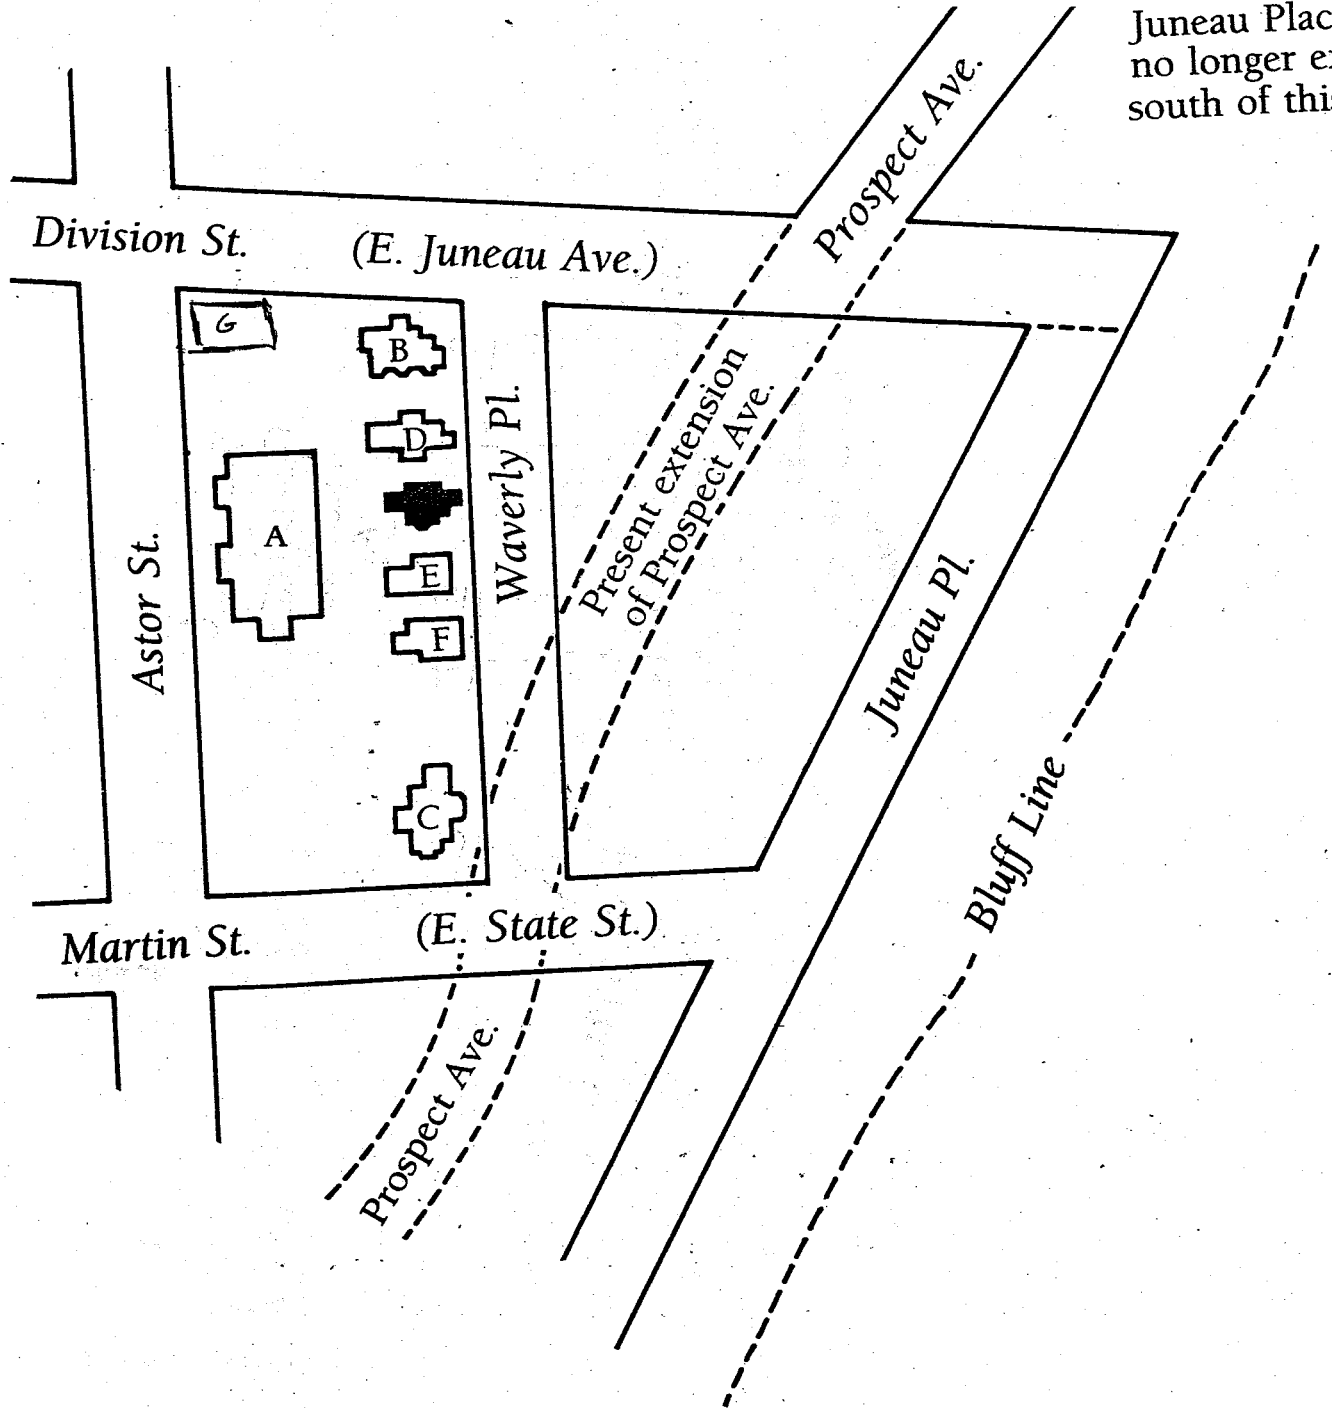 Juneau Plac
no longer e
south of this
Prospect Ave.
Division St.
(E. Juneau Ave.)
G
B
D
A
E
F
C
Waverly Pl.
Astor St.
Present extension
of Prospect Ave.
Juneau Pl.
Bluff Line
Martin St.
(E. State St.)
Prospect Ave.